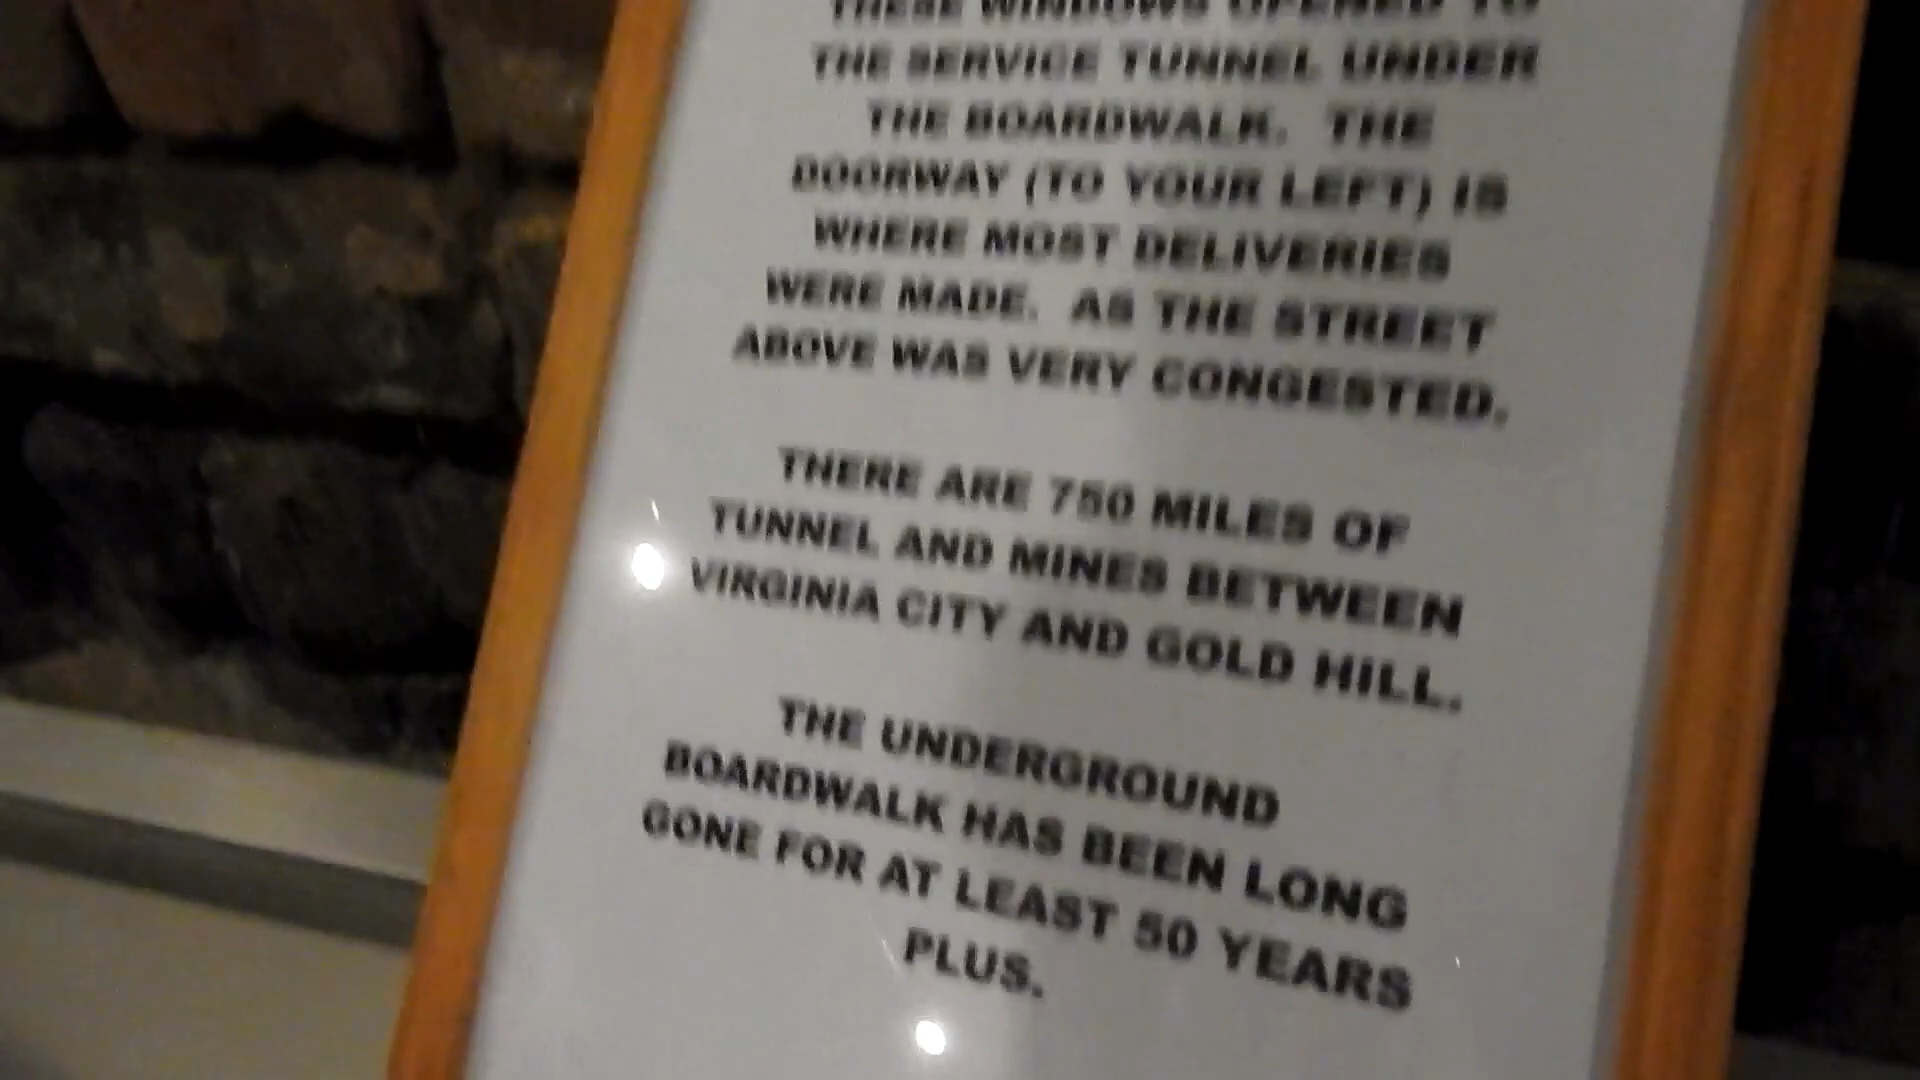 THESE WINDOWS OPENED TO
THE SERVICE TUNNEL UNDER
THE BOARDWALK. THE
DOORWAY (TO YOUR LEFT) IS
WHERE MOST DELIVERIES
WERE MADE. AS THE STREET
ABOVE WAS VERY CONGESTED.
THERE ARE 750 MILES OF
TUNNEL AND MINES BETWEEN
VIRGINIA CITY AND GOLD HILL.
THE UNDERGROUND
BOARDWALK HAS BEEN LONG
GONE FOR AT LEAST 50 YEARS
PLUS.